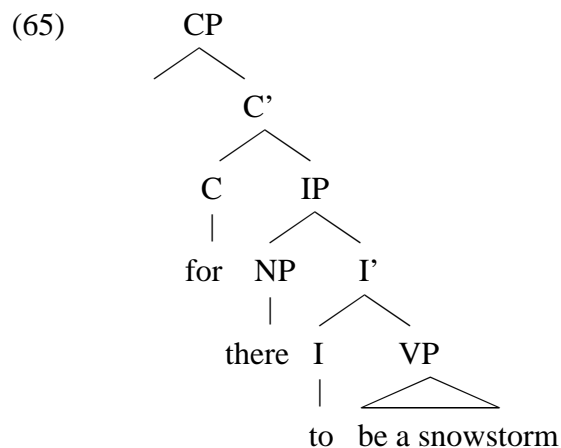 (65) CP
C'
C IP
for NP I'
there I VP
to be a snowstorm